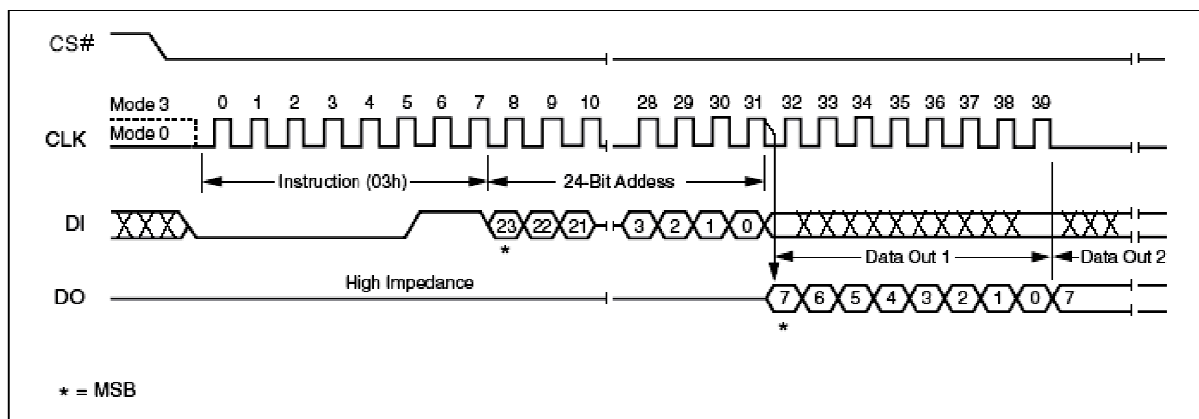 CS#
Mode 3 0 1 2 3 4 5 6 7 8 9 10 28 29 30 31 32 33 34 35 36 37 38 39
CLK Mode 0
Instruction (03h) 24-Bit Addess
DI 23 22 21 3 2 1 0
* Data Out 1 Data Out 2
High Impedance
DO 7 6 5 4 3 2 1 0 7
*
* = MSB